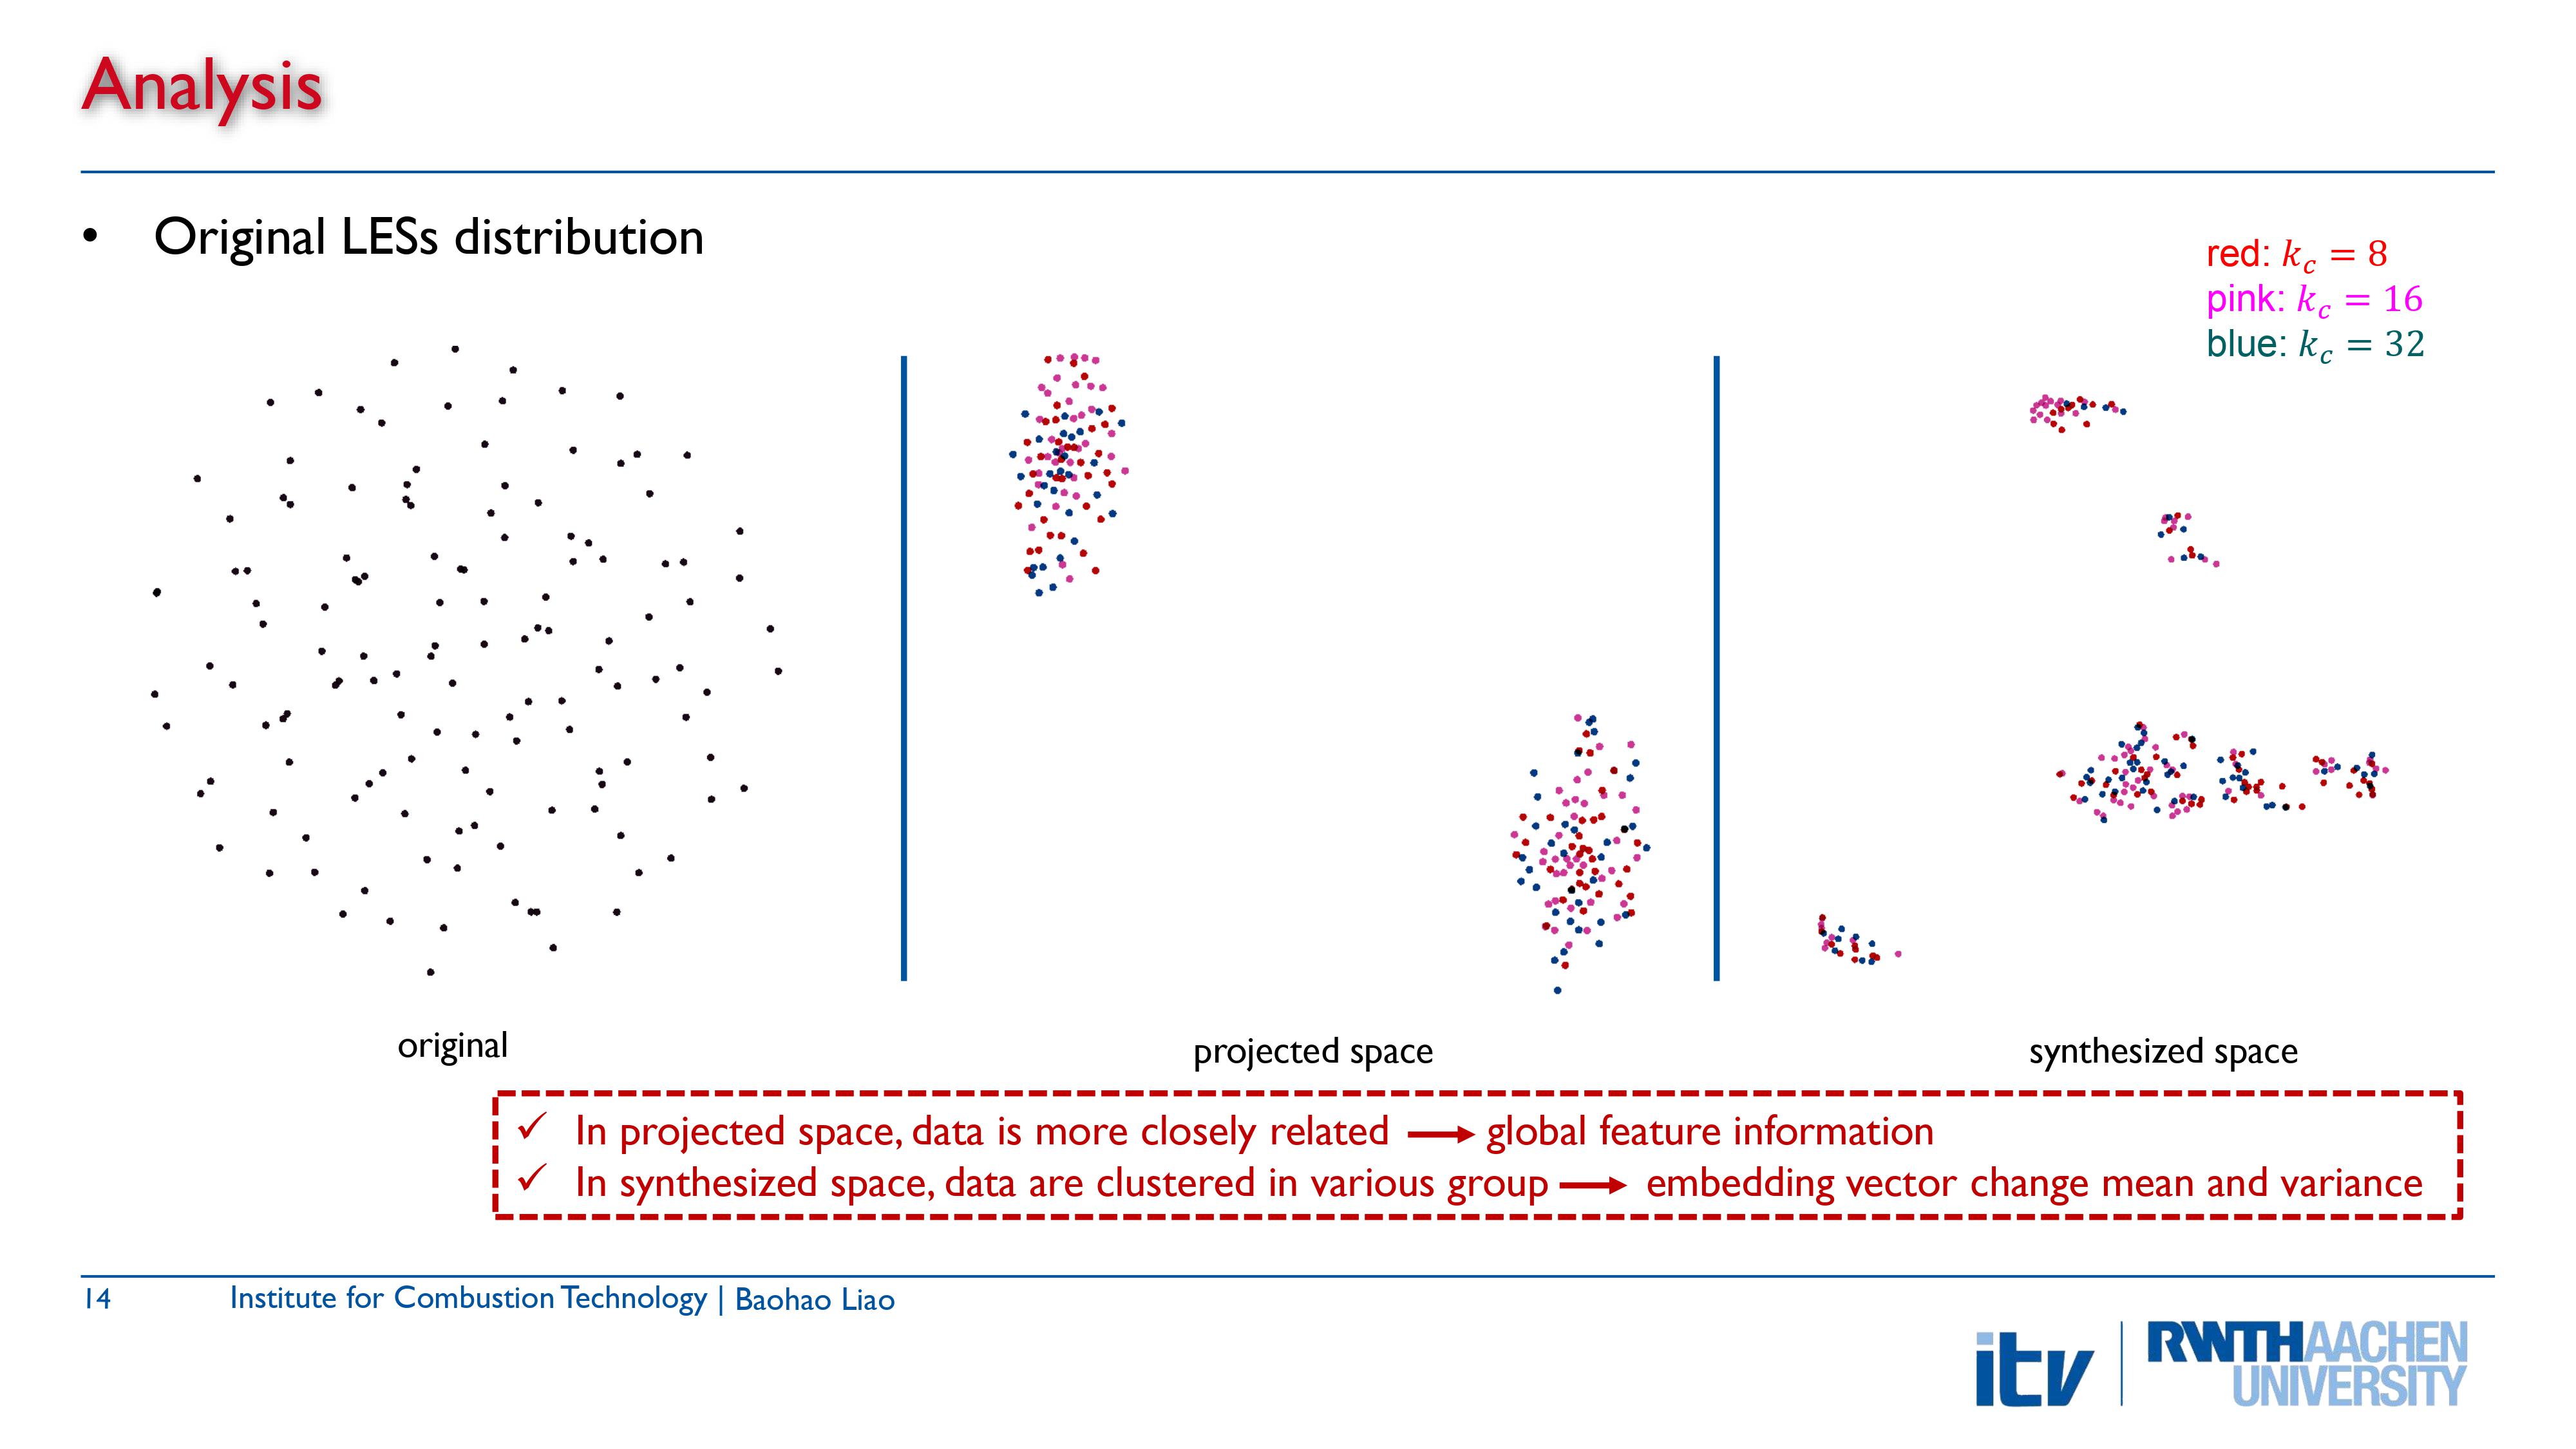 Analysis
• Original LESs distribution
red: k_c = 8
pink: k_c = 16
blue: k_c = 32
original
projected space
synthesized space
✓ In projected space, data is more closely related → global feature information
✓ In synthesized space, data are clustered in various group → embedding vector change mean and variance
14
Institute for Combustion Technology | Baohao Liao
itv
RWTHAACHEN
UNIVERSITY